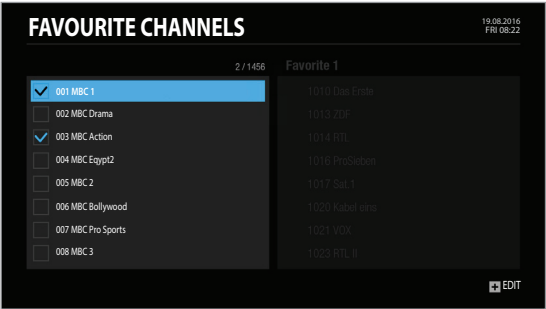 FAVOURITE CHANNELS
19.08.2016
FRI 08:22
2 / 1456
Favorite 1
001 MBC 1
002 MBC Drama
003 MBC Action
004 MBC Eqypt2
005 MBC 2
006 MBC Bollywood
007 MBC Pro Sports
008 MBC 3
1010 Das Erste
1013 ZDF
1014 RTL
1016 ProSieben
1017 Sat.1
1020 Kabel eins
1021 VOX
1023 RTL II
+ EDIT